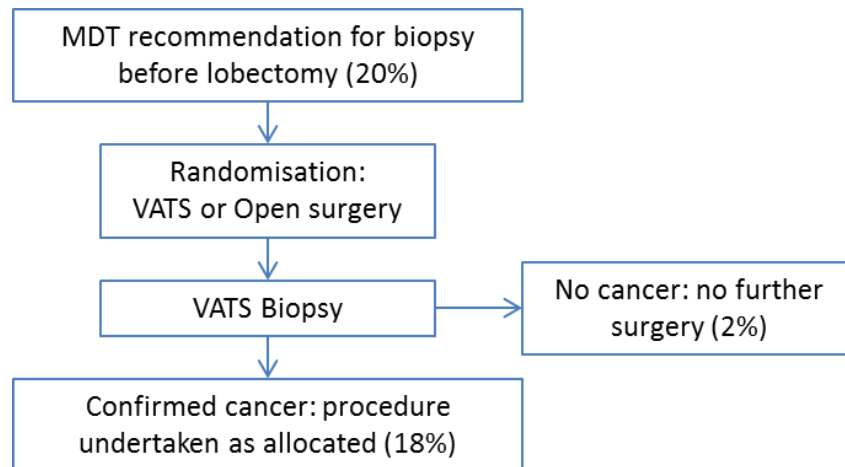 MDT recommendation for biopsy
before lobectomy (20%)
Randomisation:
VATS or Open surgery
VATS Biopsy
No cancer: no further
surgery (2%)
Confirmed cancer: procedure
undertaken as allocated (18%)